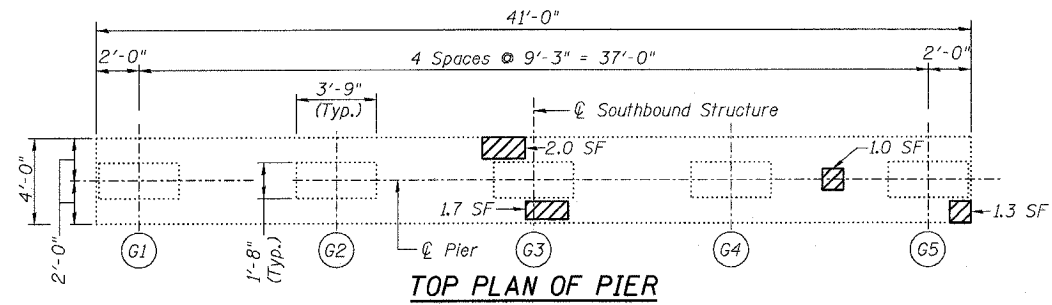 41'-0"
2'-0"
4 Spaces @ 9'-3" = 37'-0"
2'-0"
3'-9"
(Typ.)
℄ Southbound Structure
2.0 SF
1.0 SF
4'-0"
1.7 SF
1.3 SF
2'-0"
G1
1'-8"
(Typ.)
G2
℄ Pier
G3
G4
G5
TOP PLAN OF PIER